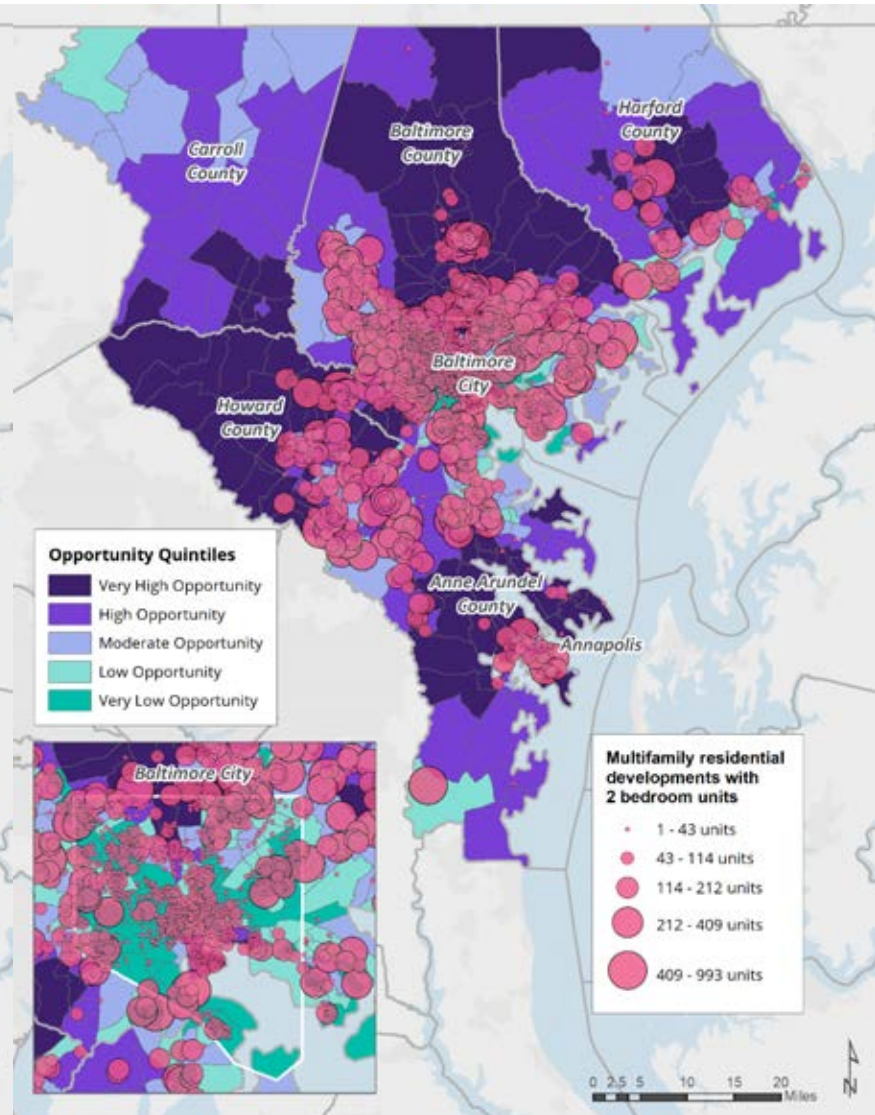 Harford
County
Baltimore
County
Carroll
County
Baltimore
City
Howard
County
Opportunity Quintiles
Very High Opportunity
High Opportunity
Moderate Opportunity
Low Opportunity
Very Low Opportunity
Anne Arundel
County
Annapolis
Baltimore City
Multifamily residential
developments with
2 bedroom units
1 - 43 units
43 - 114 units
114 - 212 units
212 - 409 units
409 - 993 units
N
0 2.5 5 10 15 20
Miles